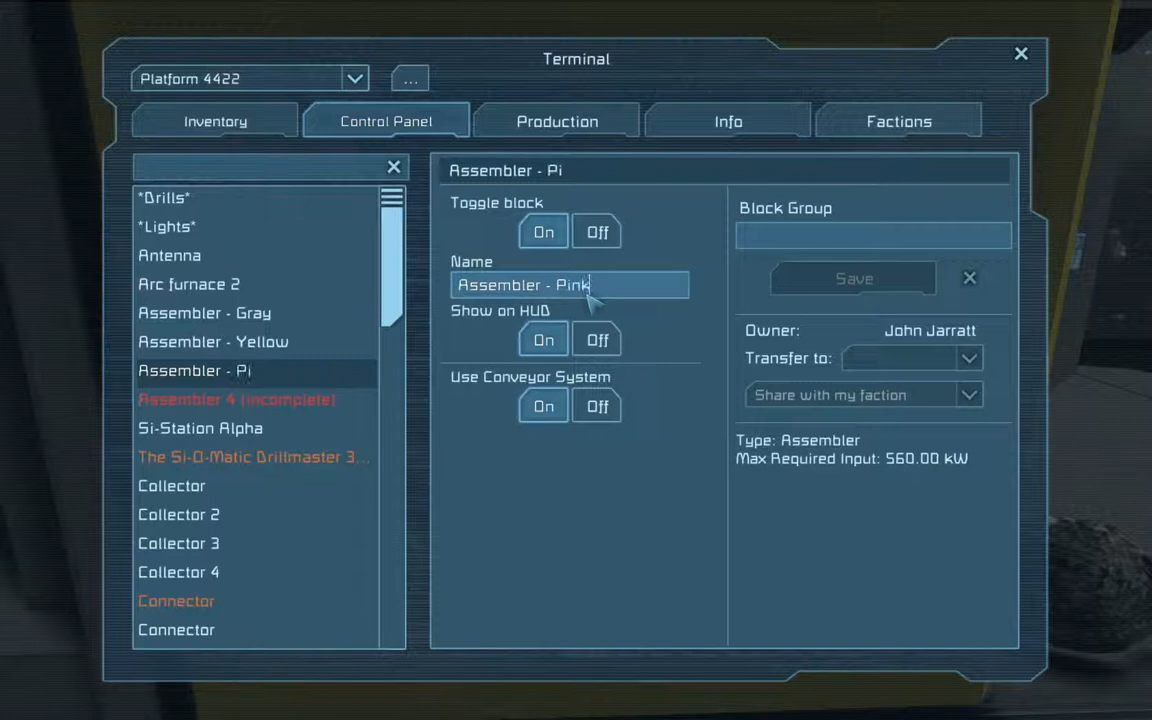 Terminal
Platform 4422
...
Inventory
Control Panel
Production
Info
Factions
*Drills*
*Lights*
Antenna
Arc furnace 2
Assembler - Gray
Assembler - Yellow
Assembler - Pi
Assembler 4 (incomplete)
Si-Station Alpha
The Si-O-Matic Drillmaster 3...
Collector
Collector 2
Collector 3
Collector 4
Connector
Connector
Assembler - Pi
Toggle block
On Off
Name
Assembler - Pink
Show on HUD
On Off
Use Conveyor System
On Off
Block Group
Save
Owner: John Jarratt
Transfer to:
Share with my faction
Type: Assembler
Max Required Input: 560.00 kW